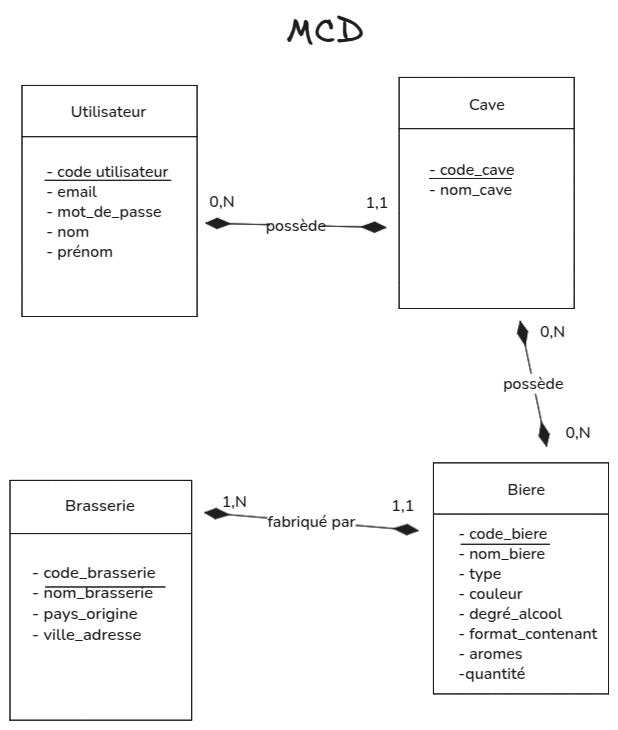 MCD
Utilisateur
- code utilisateur
- email
- mot_de_passe
- nom
- prénom
0,N
possède
1,1
Cave
- code_cave
- nom_cave
0,N
possède
0,N
Brasserie
- code_brasserie
- nom_brasserie
- pays_origine
- ville_adresse
1,N
fabriqué par
1,1
Biere
- code_biere
- nom_biere
- type
- couleur
- degré_alcool
- format_contenant
- aromes
-quantité